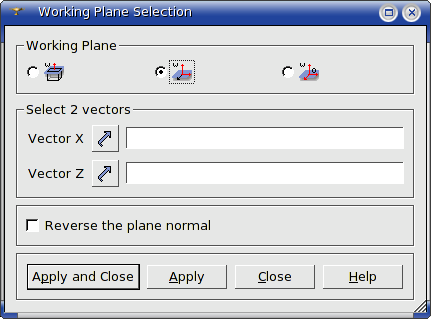 Working Plane Selection
Working Plane
Select 2 vectors
Vector X
Vector Z
Reverse the plane normal
Apply and Close Apply Close Help